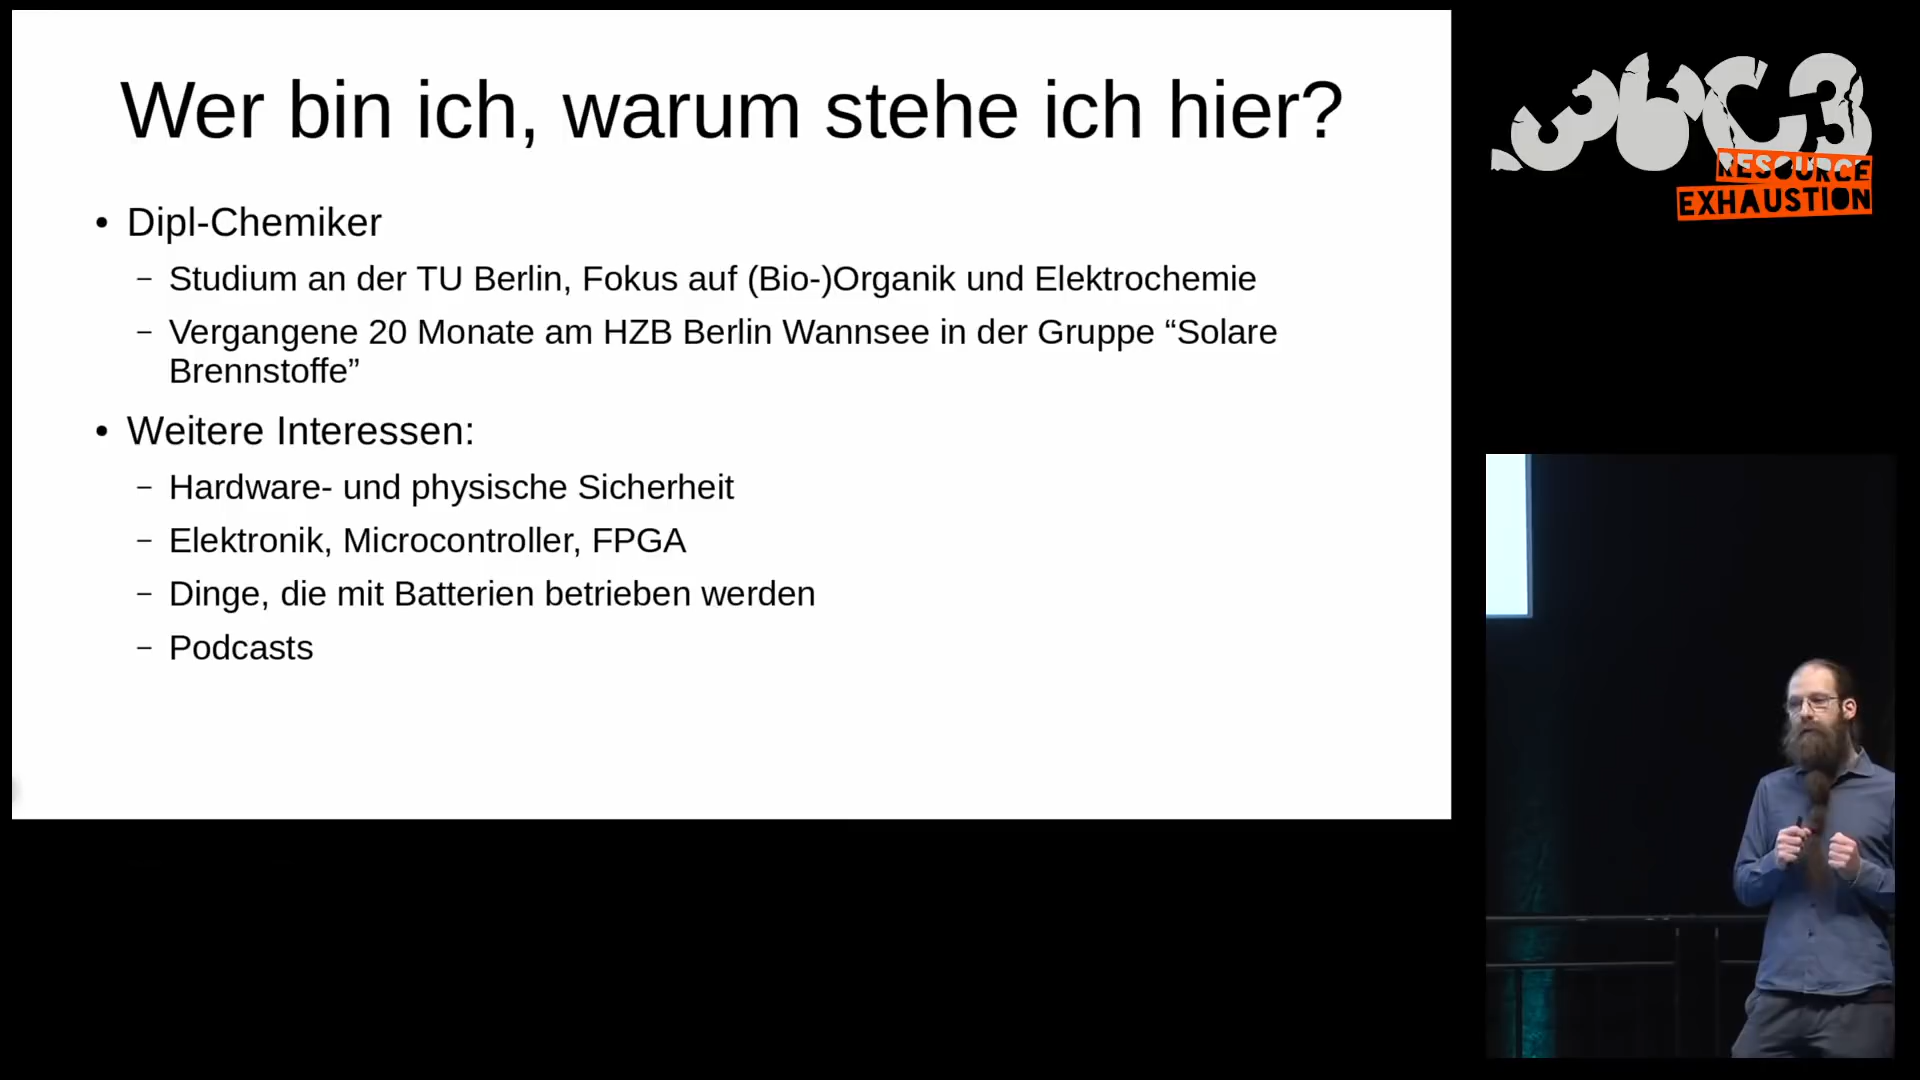 Wer bin ich, warum stehe ich hier?
• Dipl-Chemiker
– Studium an der TU Berlin, Fokus auf (Bio-)Organik und Elektrochemie
– Vergangene 20 Monate am HZB Berlin Wannsee in der Gruppe “Solare
Brennstoffe”
• Weitere Interessen:
– Hardware- und physische Sicherheit
– Elektronik, Microcontroller, FPGA
– Dinge, die mit Batterien betrieben werden
– Podcasts
36C3
RESOURCE
EXHAUSTION